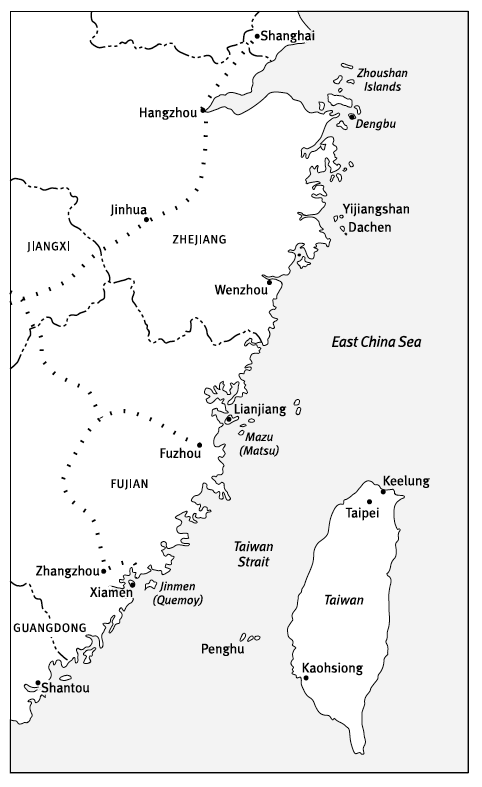 Shanghai
Zhoushan
Islands
Hangzhou
Dengbu
Jinhua
Yijiangshan
Dachen
ZHEJIANG
JIANGXI
Wenzhou
East China Sea
Lianjiang
Mazu
(Matsu)
Fuzhou
FUJIAN
Keelung
Taipei
Taiwan
Strait
Zhangzhou
Xiamen
Jinmen
(Quemoy)
Taiwan
GUANGDONG
Penghu
Kaohsiong
Shantou